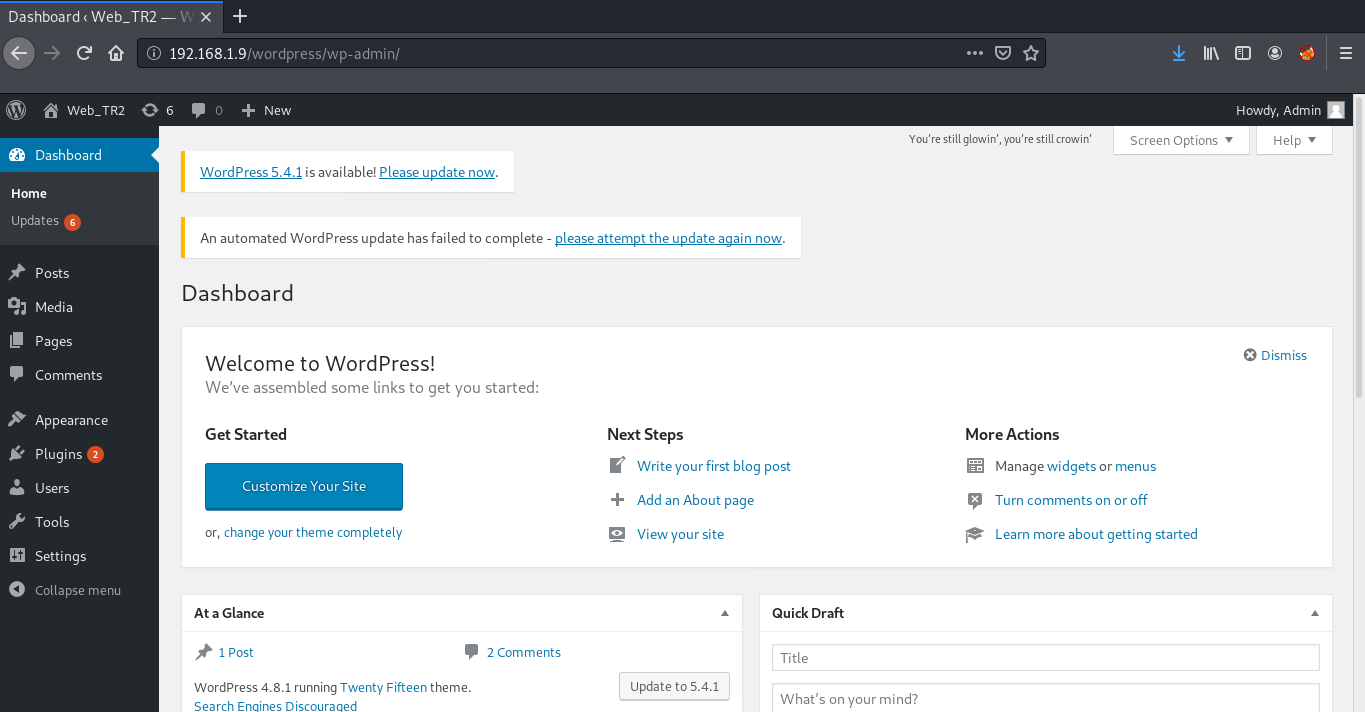 Dashboard ‹ Web_TR2 — W
192.168.1.9/wordpress/wp-admin/
Web_TR2 6 0 New Howdy, Admin
Dashboard
Home
Updates 6
Posts
Media
Pages
Comments
Appearance
Plugins 2
Users
Tools
Settings
Collapse menu
You're still glowin', you're still crowin' Screen Options Help
WordPress 5.4.1 is available! Please update now.
An automated WordPress update has failed to complete - please attempt the update again now.
Dashboard
Welcome to WordPress!
Dismiss
We've assembled some links to get you started:
Get Started
Customize Your Site
or, change your theme completely
Next Steps
Write your first blog post
Add an About page
View your site
More Actions
Manage widgets or menus
Turn comments on or off
Learn more about getting started
At a Glance
1 Post 2 Comments
WordPress 4.8.1 running Twenty Fifteen theme. Update to 5.4.1
Search Engines Discouraged
Quick Draft
Title
What's on your mind?